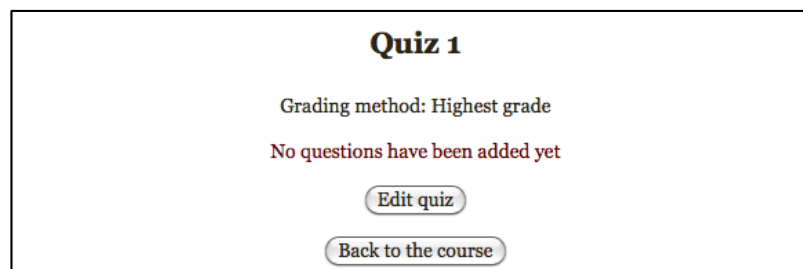 Quiz 1
Grading method: Highest grade
No questions have been added yet
Edit quiz
Back to the course